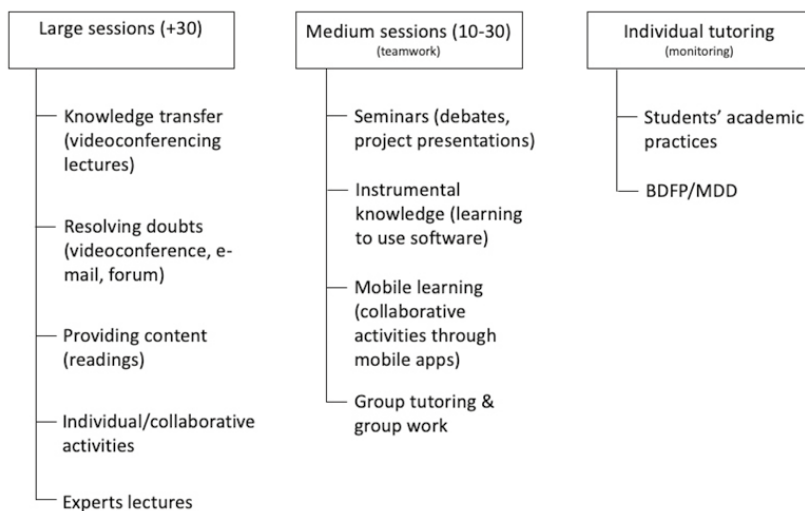 Large sessions (+30)
Knowledge transfer
(videoconferencing
lectures)
Resolving doubts
(videoconference, e-
mail, forum)
Providing content
(readings)
Individual/collaborative
activities
Experts lectures
Medium sessions (10-30)
(teamwork)
Seminars (debates,
project presentations)
Instrumental
knowledge (learning
to use software)
Mobile learning
(collaborative
activities through
mobile apps)
Group tutoring &
group work
Individual tutoring
(monitoring)
Students’ academic
practices
BDFP/MDD